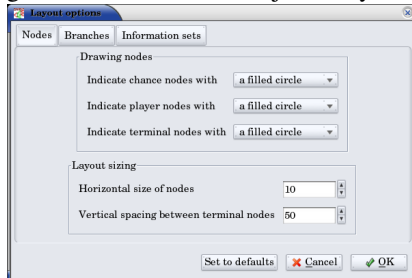 Layout options
Nodes Branches Information sets
Drawing nodes
Indicate chance nodes with a filled circle
Indicate player nodes with a filled circle
Indicate terminal nodes with a filled circle
Layout sizing
Horizontal size of nodes 10
Vertical spacing between terminal nodes 50
Set to defaults Cancel OK